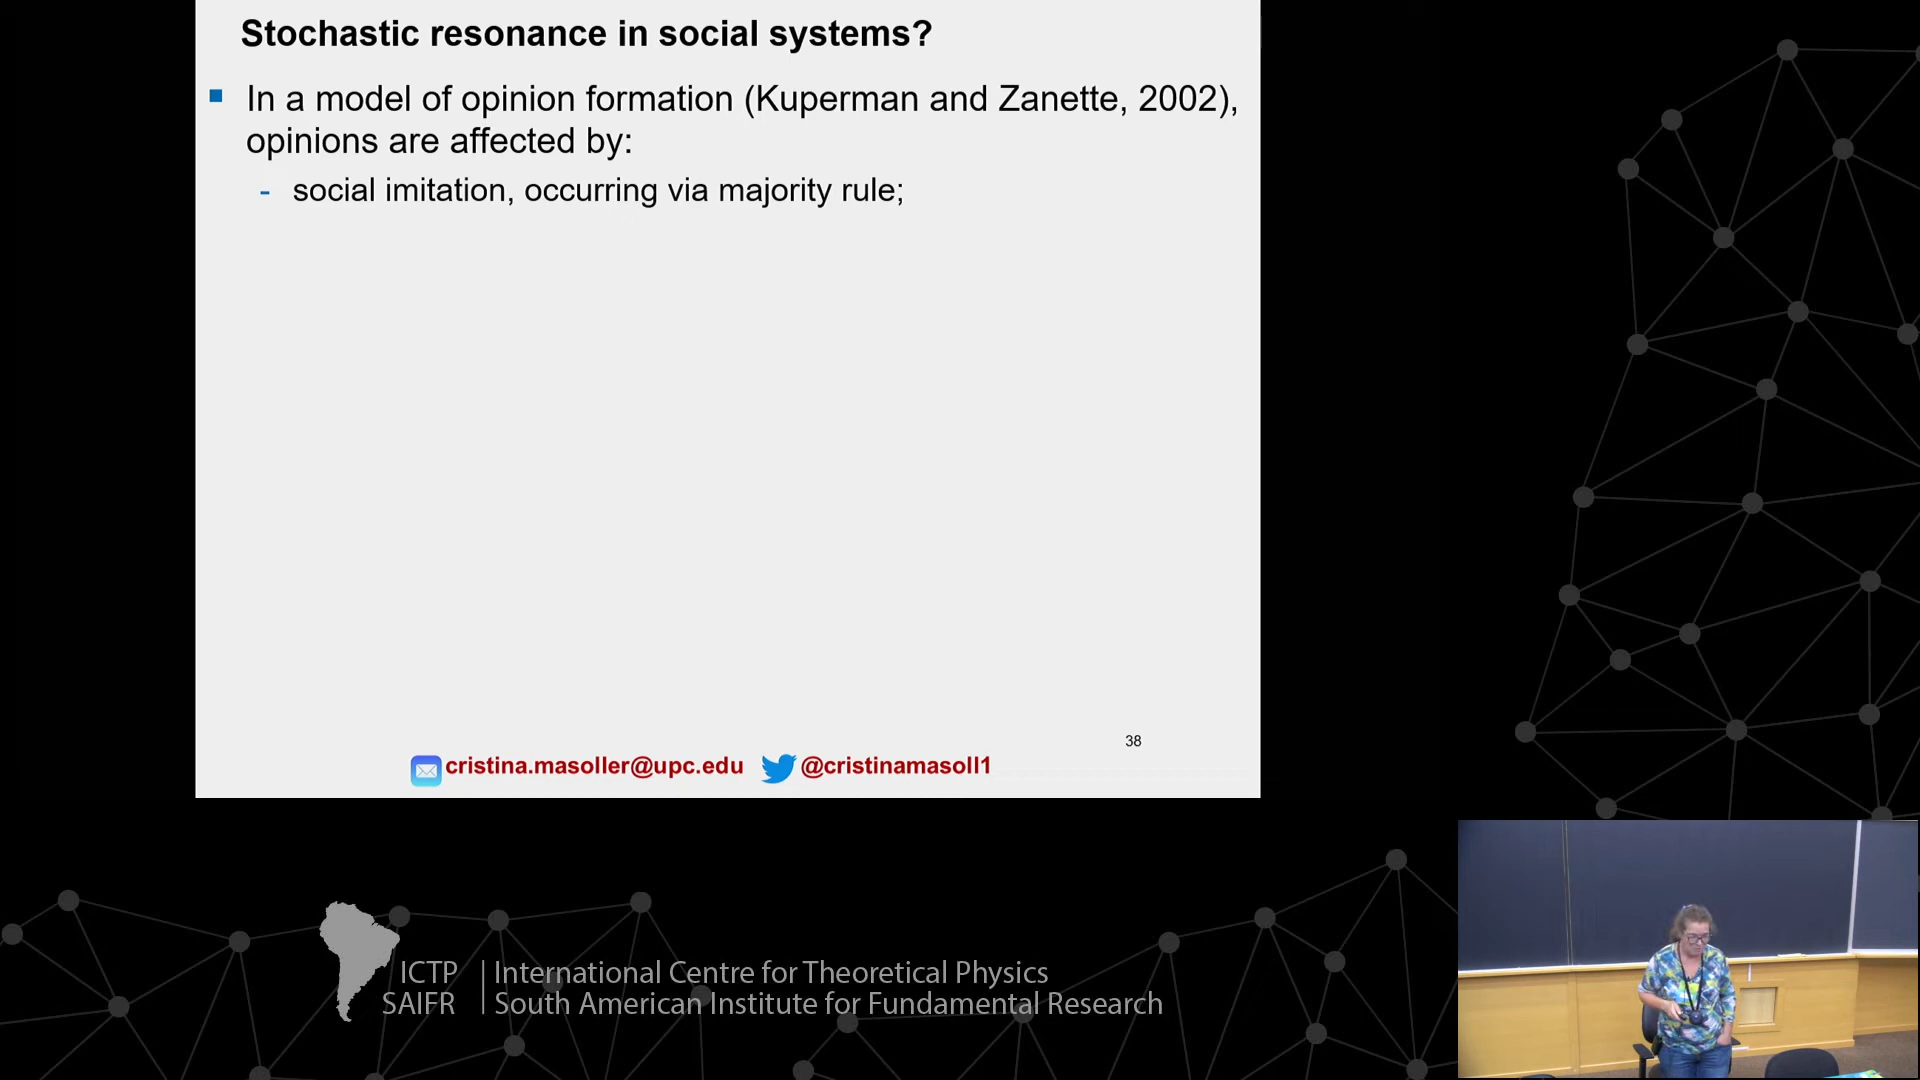 Stochastic resonance in social systems?
In a model of opinion formation (Kuperman and Zanette, 2002),
opinions are affected by:
- social imitation, occurring via majority rule;
38
cristina.masoller@upc.edu @cristinamasoll1
ICTP International Centre for Theoretical Physics
SAIFR South American Institute for Fundamental Research